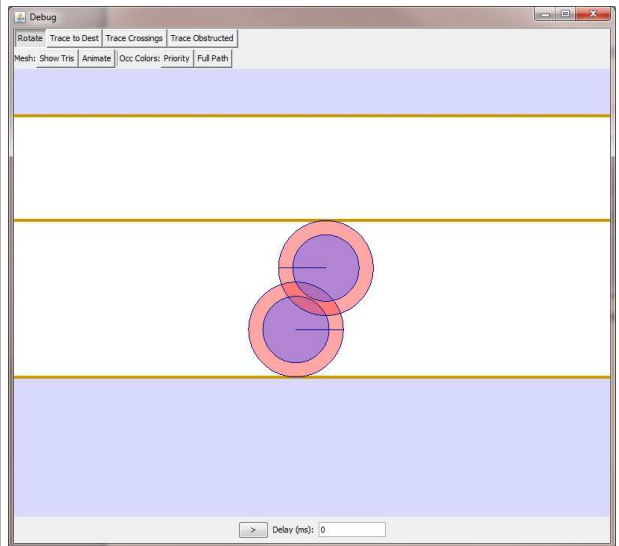 Debug
Rotate Trace to Dest Trace Crossings Trace Obstructed
Mesh: Show Tris Animate Occ Colors: Priority Full Path
> Delay (ms): 0